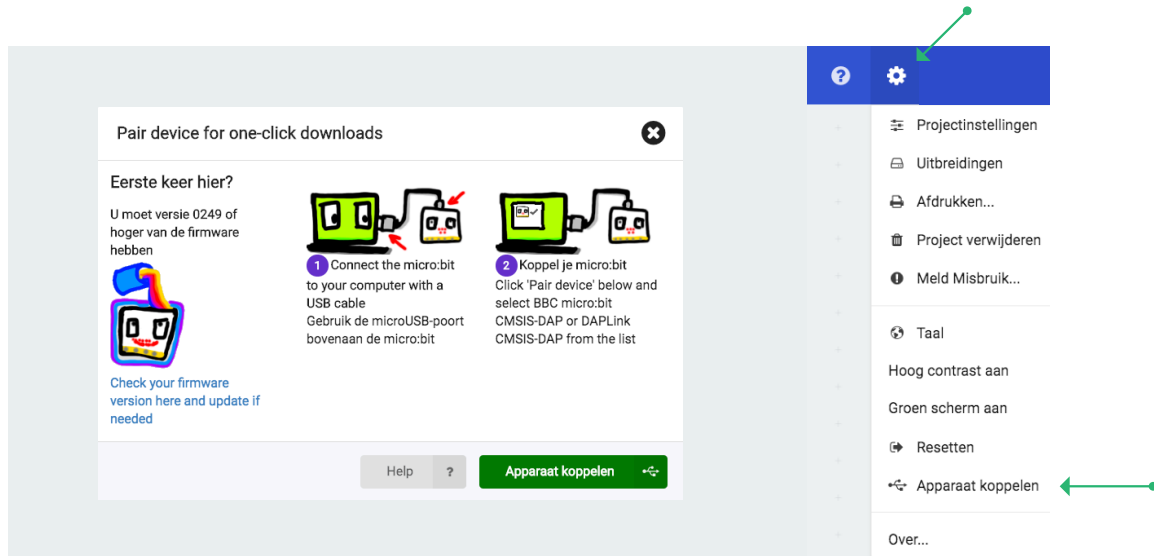 Pair device for one-click downloads
Eerste keer hier?
U moet versie 0249 of
hoger van de firmware
hebben
Check your firmware
version here and update if
needed
1 Connect the micro:bit
to your computer with a
USB cable
Gebruik de microUSB-poort
bovenaan de micro:bit
2 Koppel je micro:bit
Click 'Pair device' below and
select BBC micro:bit
CMSIS-DAP or DAPLink
CMSIS-DAP from the list
Help ?
Apparaat koppelen
?
Projectinstellingen
Uitbreidingen
Afdrukken...
Project verwijderen
Meld Misbruik...
Taal
Hoog contrast aan
Groen scherm aan
Resetten
Apparaat koppelen
Over...